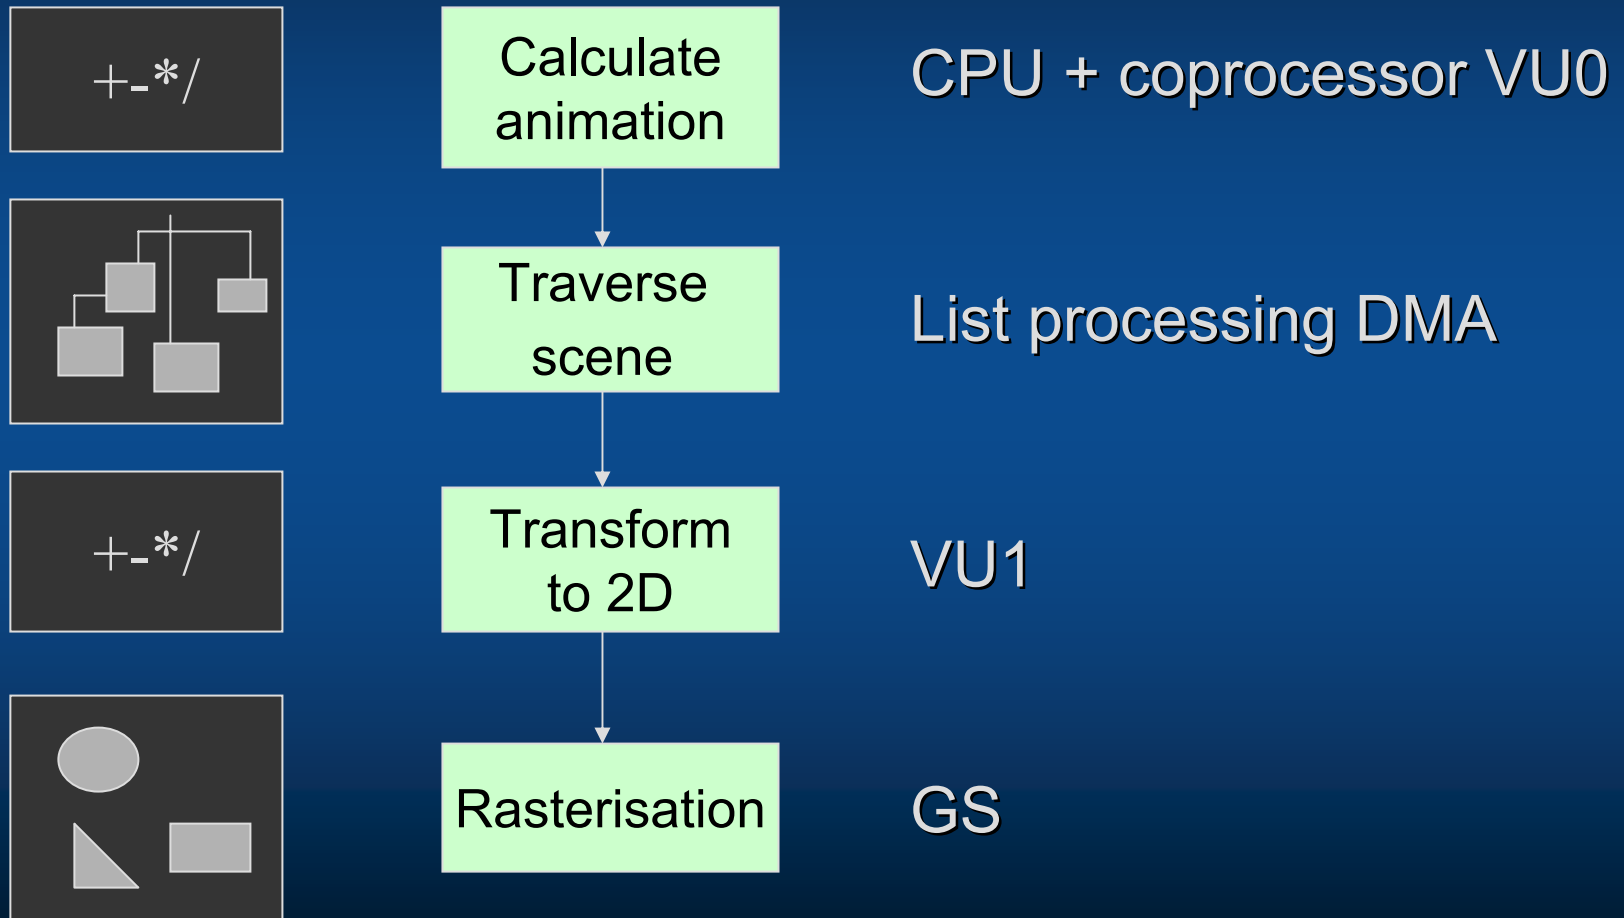 +-*/
Calculate
animation
CPU + coprocessor VU0
Traverse
scene
List processing DMA
+-*/
Transform
to 2D
VU1
Rasterisation
GS